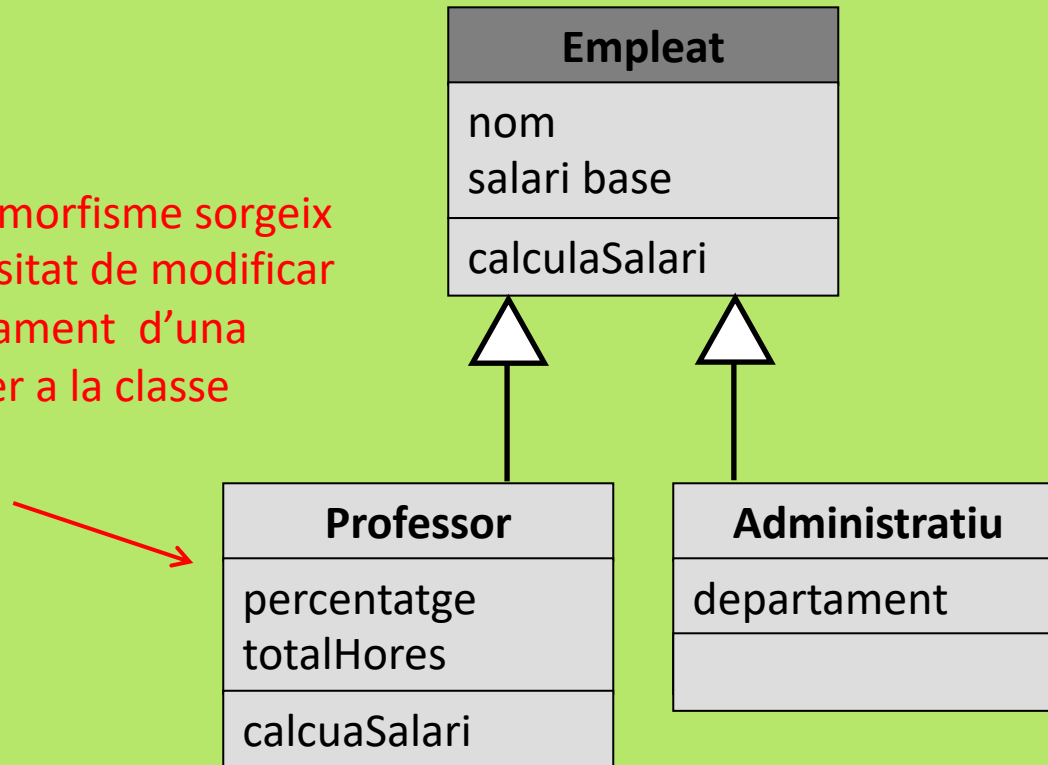 Empleat
nom
salari base
calculaSalari
morfisme sorgeix
sitat de modificar
ament d'una
er a la classe
Professor
percentatge
totalHores
calcuaSalari
Administratiu
departament